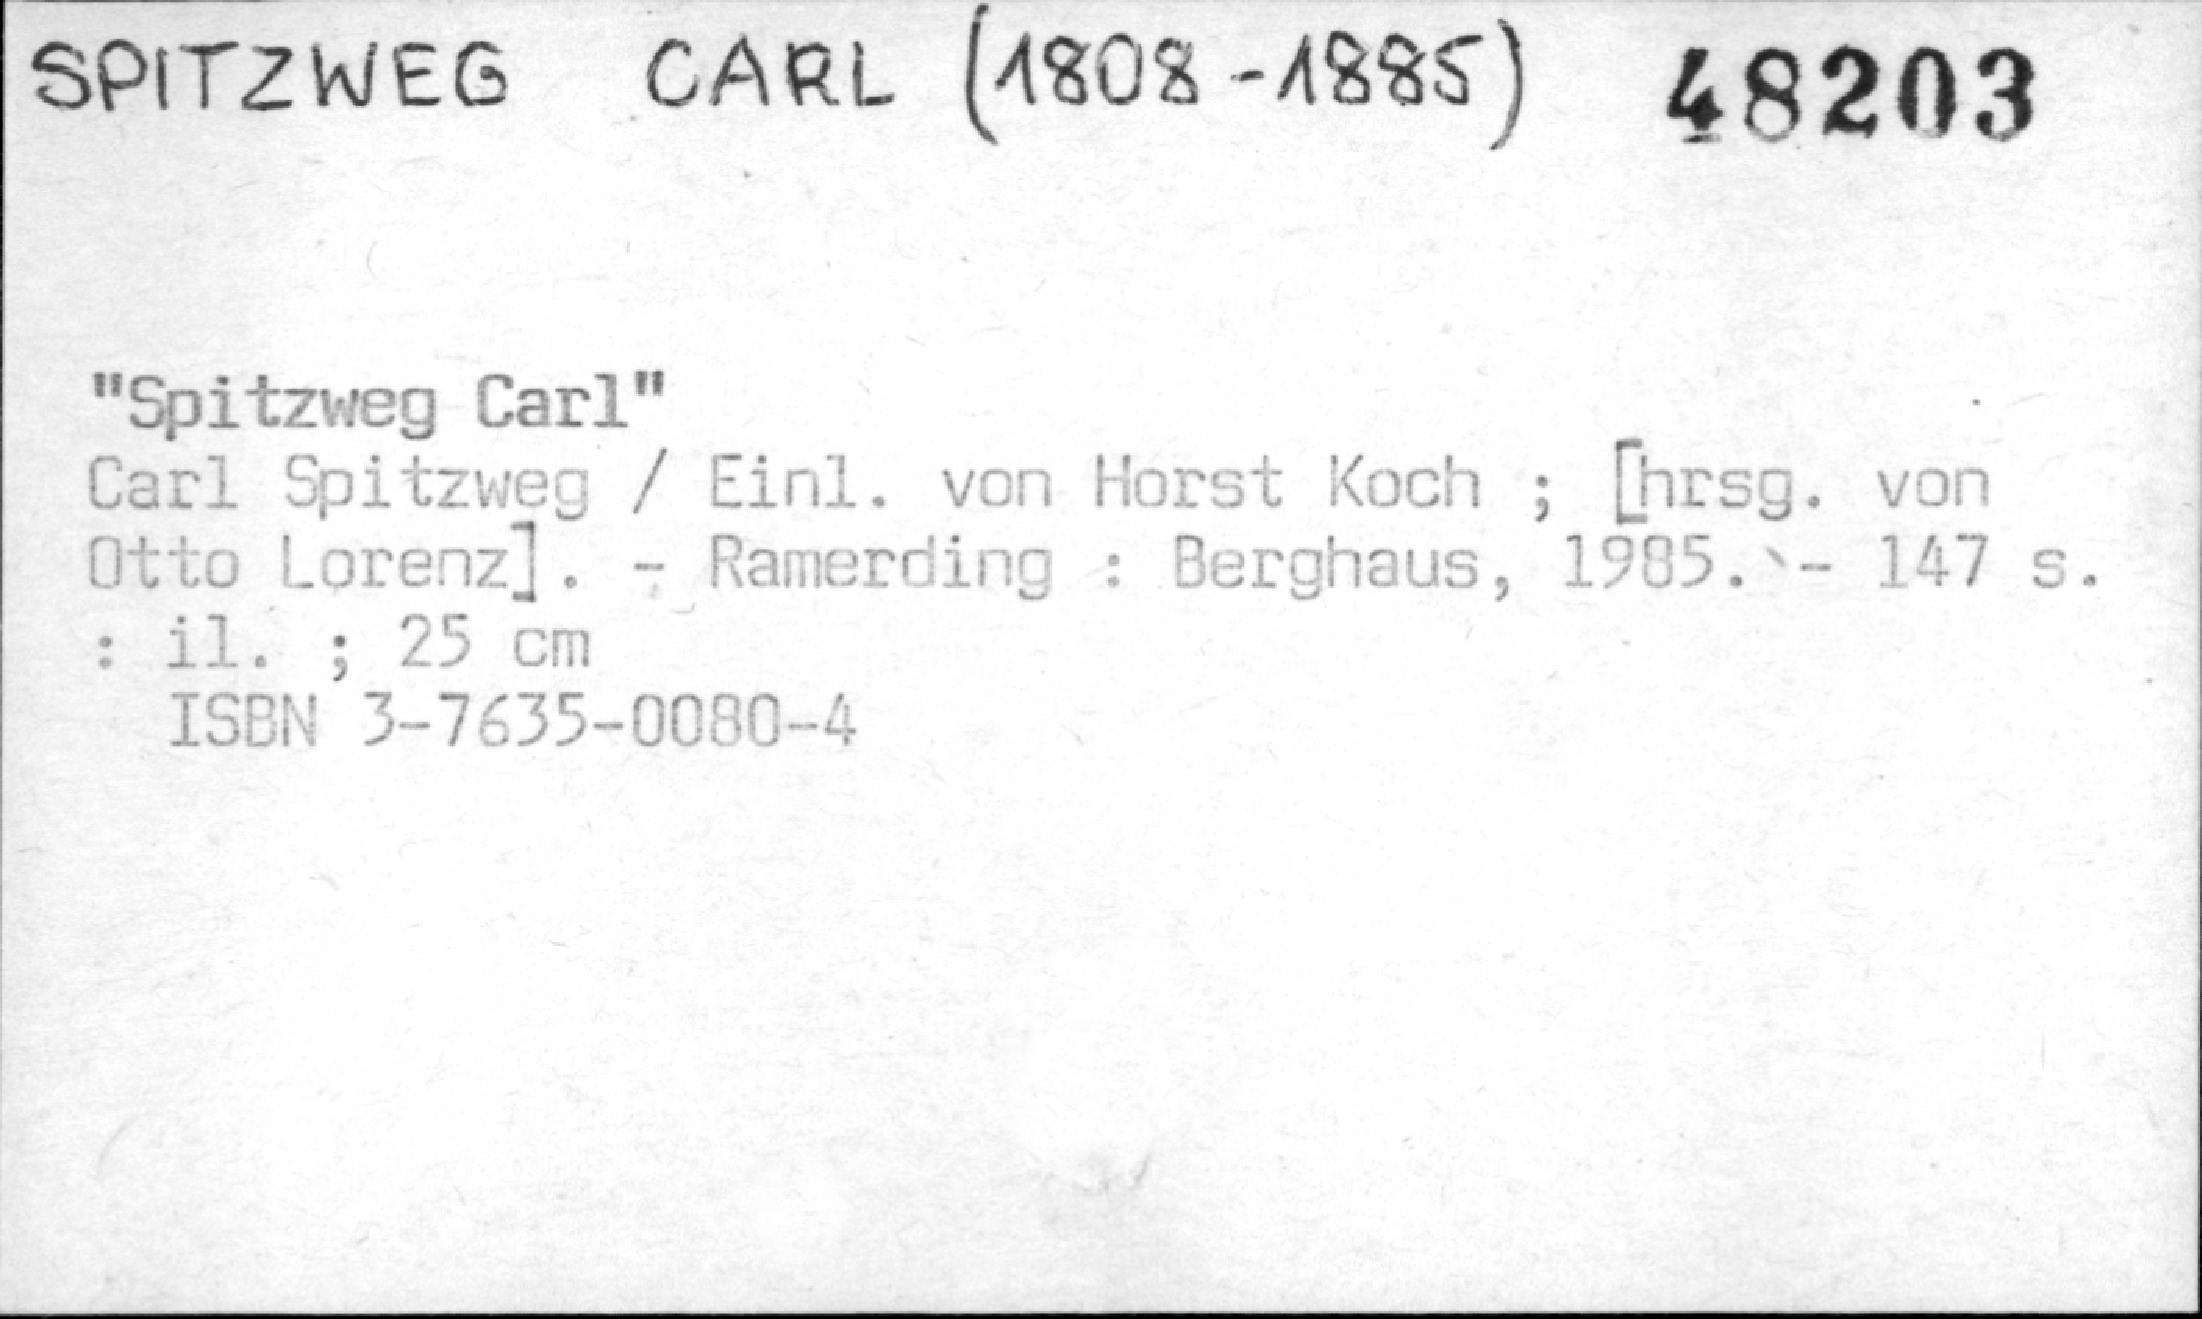 SPITZWEG CARL (1808-1885) 48203
"Spitzweg Carl"
Carl Spitzweg / Einl. von Horst Koch ; [hrsg. von
Otto Lorenz]. - Ramerding : Berghaus, 1985. - 147 s.
: il. ; 25 cm
ISBN 3-7635-0080-4